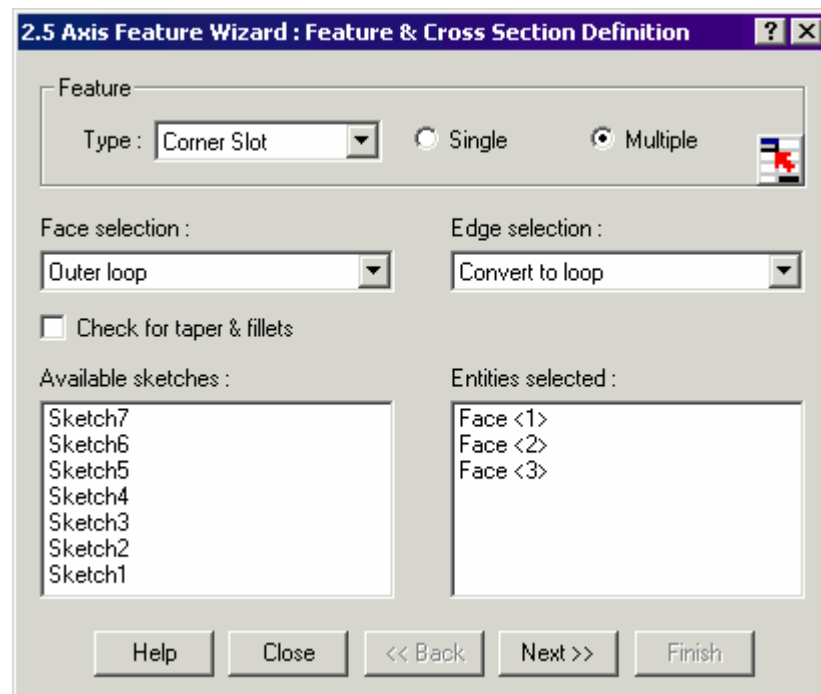 2.5 Axis Feature Wizard : Feature & Cross Section Definition
Feature
Type : Corner Slot Single Multiple
Face selection : Edge selection :
Outer loop Convert to loop
Check for taper & fillets
Available sketches : Entities selected :
Sketch7 Face <1>
Sketch6 Face <2>
Sketch5 Face <3>
Sketch4
Sketch3
Sketch2
Sketch1
Help Close << Back Next >> Finish